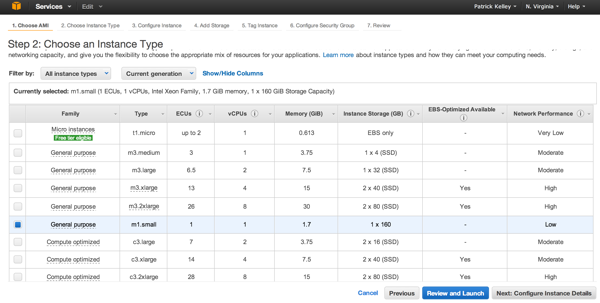 Services Edit Patrick Kelley N. Virginia Help
1. Choose AMI 2. Choose Instance Type 3. Configure Instance 4. Add Storage 5. Tag Instance 6. Configure Security Group 7. Review
Step 2: Choose an Instance Type
networking capacity, and give you the flexibility to choose the appropriate mix of resources for your applications. Learn more about instance types and how they can meet your computing needs.
Filter by: All instance types Current generation Show/Hide Columns
Currently selected: m1.small (1 ECUs, 1 vCPUs, Intel Xeon Family, 1.7 GiB memory, 1 x 160 GiB Storage Capacity)
Family Type ECUs vCPUs Memory (GiB) Instance Storage (GB) EBS-Optimized Available Network Performance
Micro instances t1.micro up to 2 1 0.613 EBS only - Very Low
Free tier eligible
General purpose m3.medium 3 1 3.75 1 x 4 (SSD) - Moderate
General purpose m3.large 6.5 2 7.5 1 x 32 (SSD) - Moderate
General purpose m3.xlarge 13 4 15 2 x 40 (SSD) Yes High
General purpose m3.2xlarge 26 8 30 2 x 80 (SSD) Yes High
General purpose m1.small 1 1 1.7 1 x 160 - Low
Compute optimized c3.large 7 2 3.75 2 x 16 (SSD) - Moderate
Compute optimized c3.xlarge 14 4 7.5 2 x 40 (SSD) Yes Moderate
Compute optimized c3.2xlarge 28 8 15 2 x 80 (SSD) Yes High
Cancel Previous Review and Launch Next: Configure Instance Details